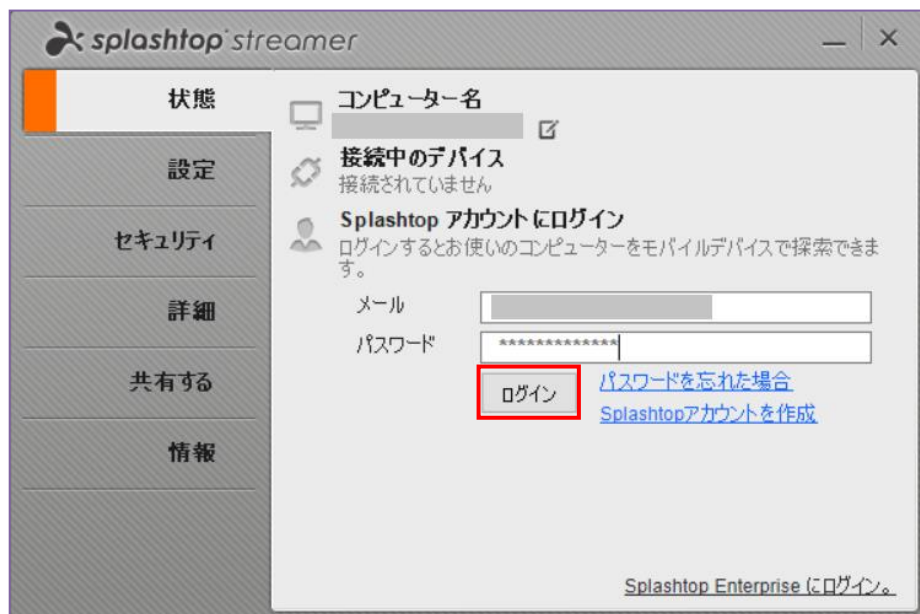 splashtop streamer
状態
設定
セキュリティ
詳細
共有する
情報
コンピューター名
接続中のデバイス
接続されていません
Splashtop アカウントにログイン
ログインするとお使いのコンピューターをモバイルデバイスで探索できま
す。
メール
パスワード
*************
ログイン
パスワードを忘れた場合
Splashtopアカウントを作成
Splashtop Enterprise にログイン。